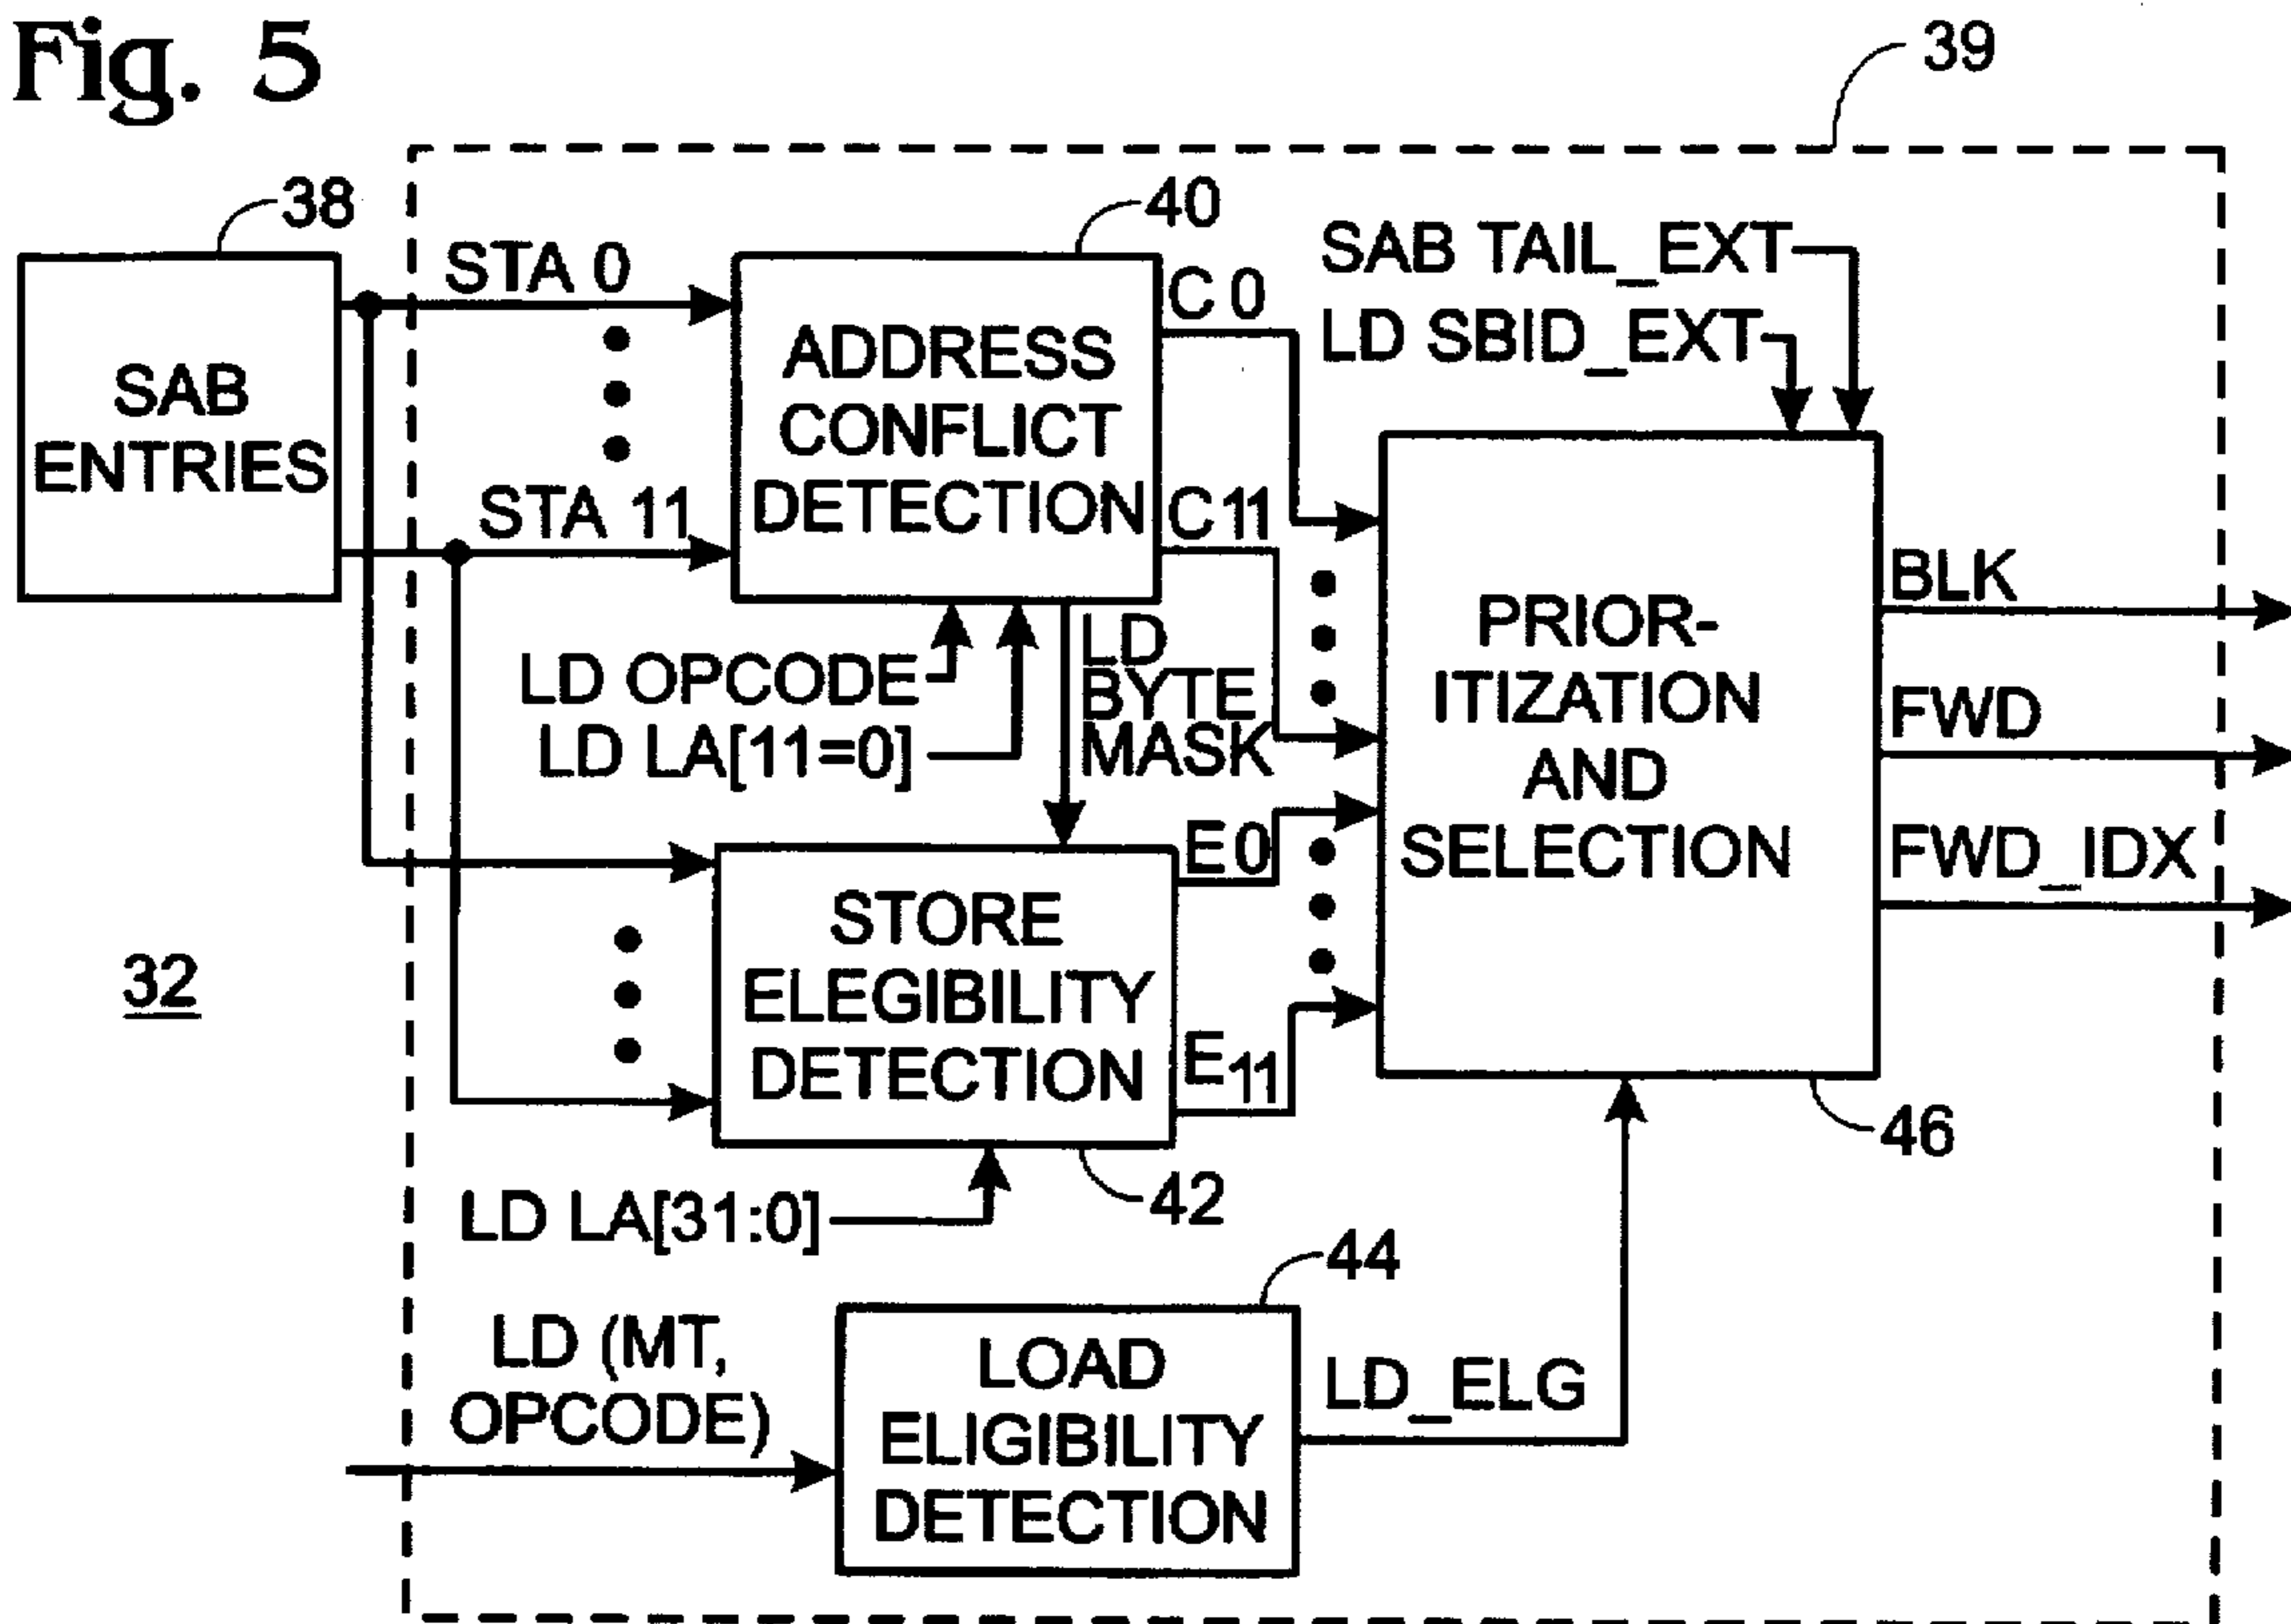 Fig. 5
39
38
40
SAB
ENTRIES
STA 0
STA 11
ADDRESS
CONFLICT
DETECTION
C 0
C11
SAB TAIL_EXT
LD SBID_EXT
LD OPCODE
LD LA[11=0]
LD
BYTE
MASK
PRIOR-
ITIZATION
AND
SELECTION
BLK
FWD
FWD_IDX
32
STORE
ELEGIBILITY
DETECTION
E0
E11
46
42
LD LA[31:0]
44
LD (MT,
OPCODE)
LOAD
ELIGIBILITY
DETECTION
LD_ELG